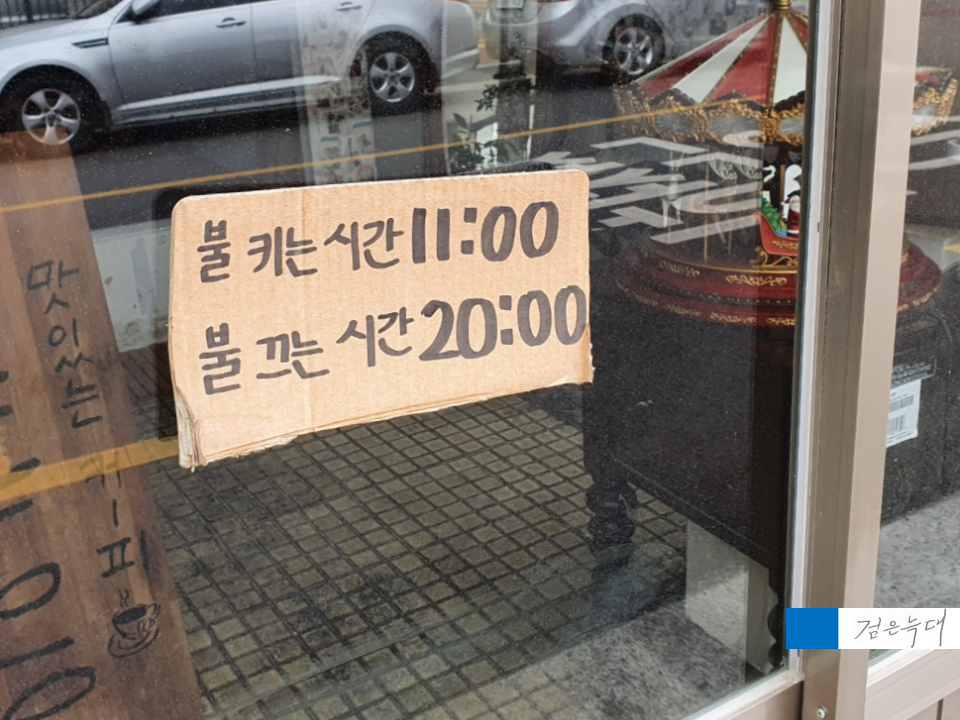 불 키는 시간 11:00
불 끄는 시간 20:00
맛있는
커피
검은늑대